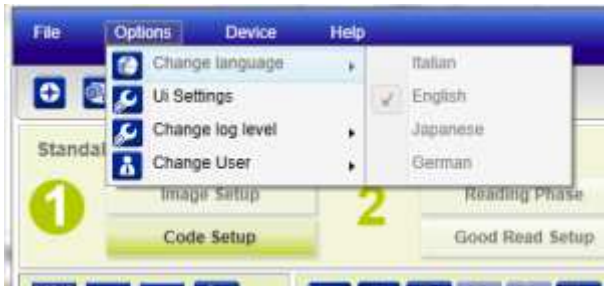 File Options Device Help
Change language Italian
Ui Settings English
Change log level Japanese
Change User German
Standal
1 Image Setup 2 Reading Phase
Code Setup Good Read Setup